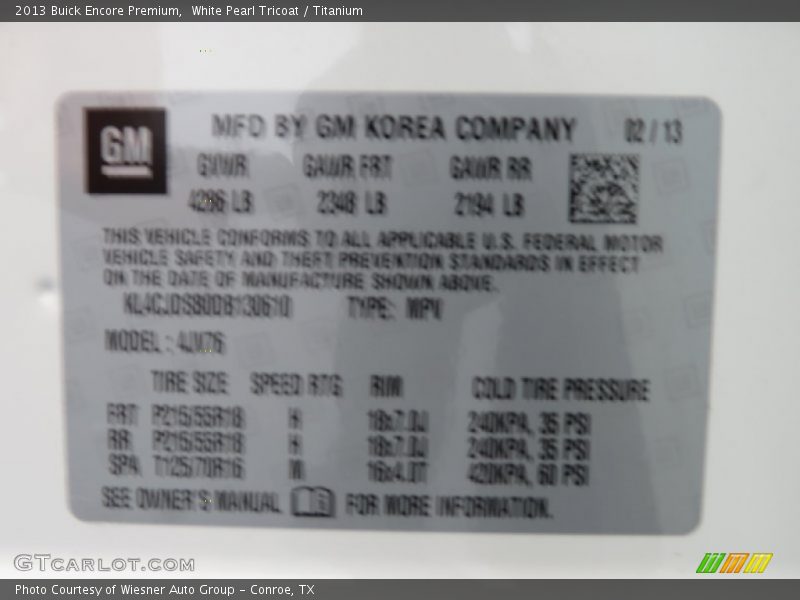 2013 Buick Encore Premium,  White Pearl Tricoat / Titanium
GM
MFD BY GM KOREA COMPANY 02 / 13
GVWR GAWR FRT GAWR RR
4286 LB 2348 LB 2194 LB
THIS VEHICLE CONFORMS TO ALL APPLICABLE U.S. FEDERAL MOTOR
VEHICLE SAFETY AND THEFT PREVENTION STANDARDS IN EFFECT
ON THE DATE OF MANUFACTURE SHOWN ABOVE.
TYPE: MPV
MODEL : 4JV76
TIRE SIZE SPEED RTG RIM COLD TIRE PRESSURE
FRT P215/55R18 H 18x7.0J 240KPA, 35 PSI
RR P215/55R18 H 18x7.0J 240KPA, 35 PSI
SPA T125/70R16 M 16x4.0T 420KPA, 60 PSI
SEE OWNER'S MANUAL FOR MORE INFORMATION.
GTCARLOT.COM
Photo Courtesy of Wiesner Auto Group - Conroe, TX